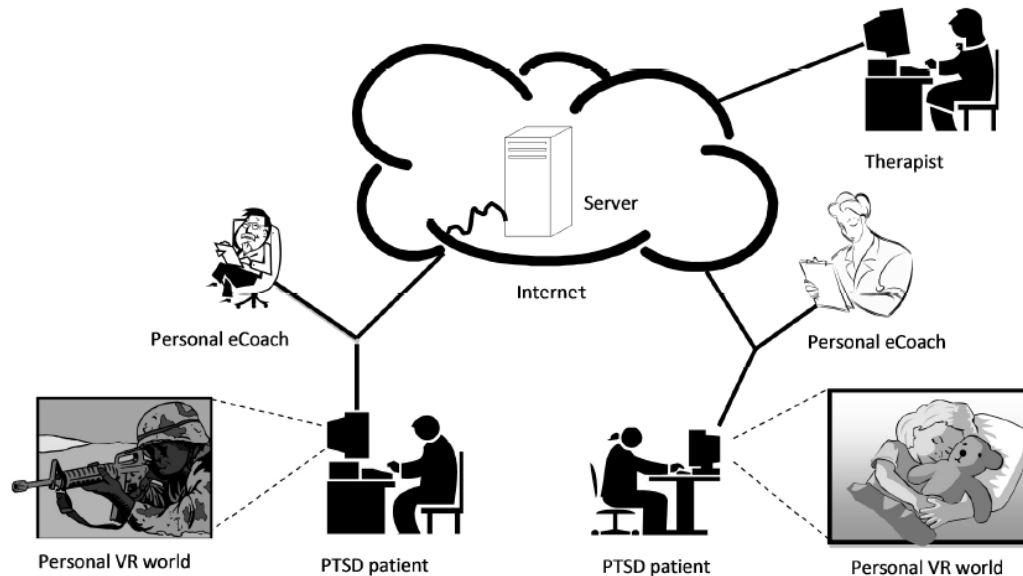 Therapist
Server
Internet
Personal eCoach
Personal eCoach
Personal VR world
PTSD patient
PTSD patient
Personal VR world